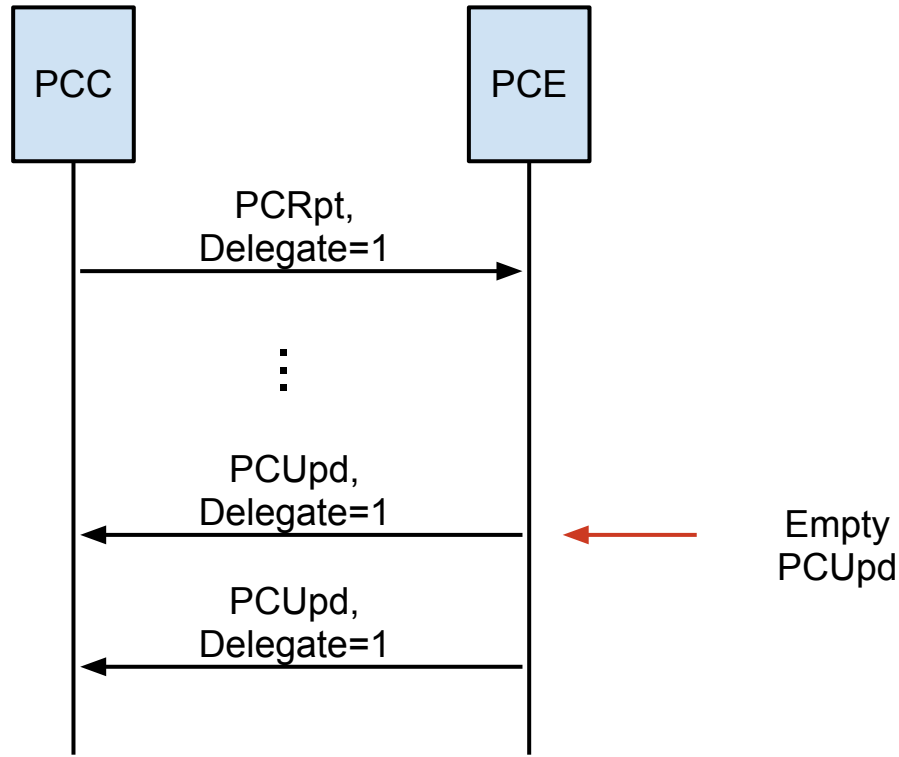 PCC
PCE
PCRpt,
Delegate=1
PCUpd,
Delegate=1
Empty
PCUpd
PCUpd,
Delegate=1